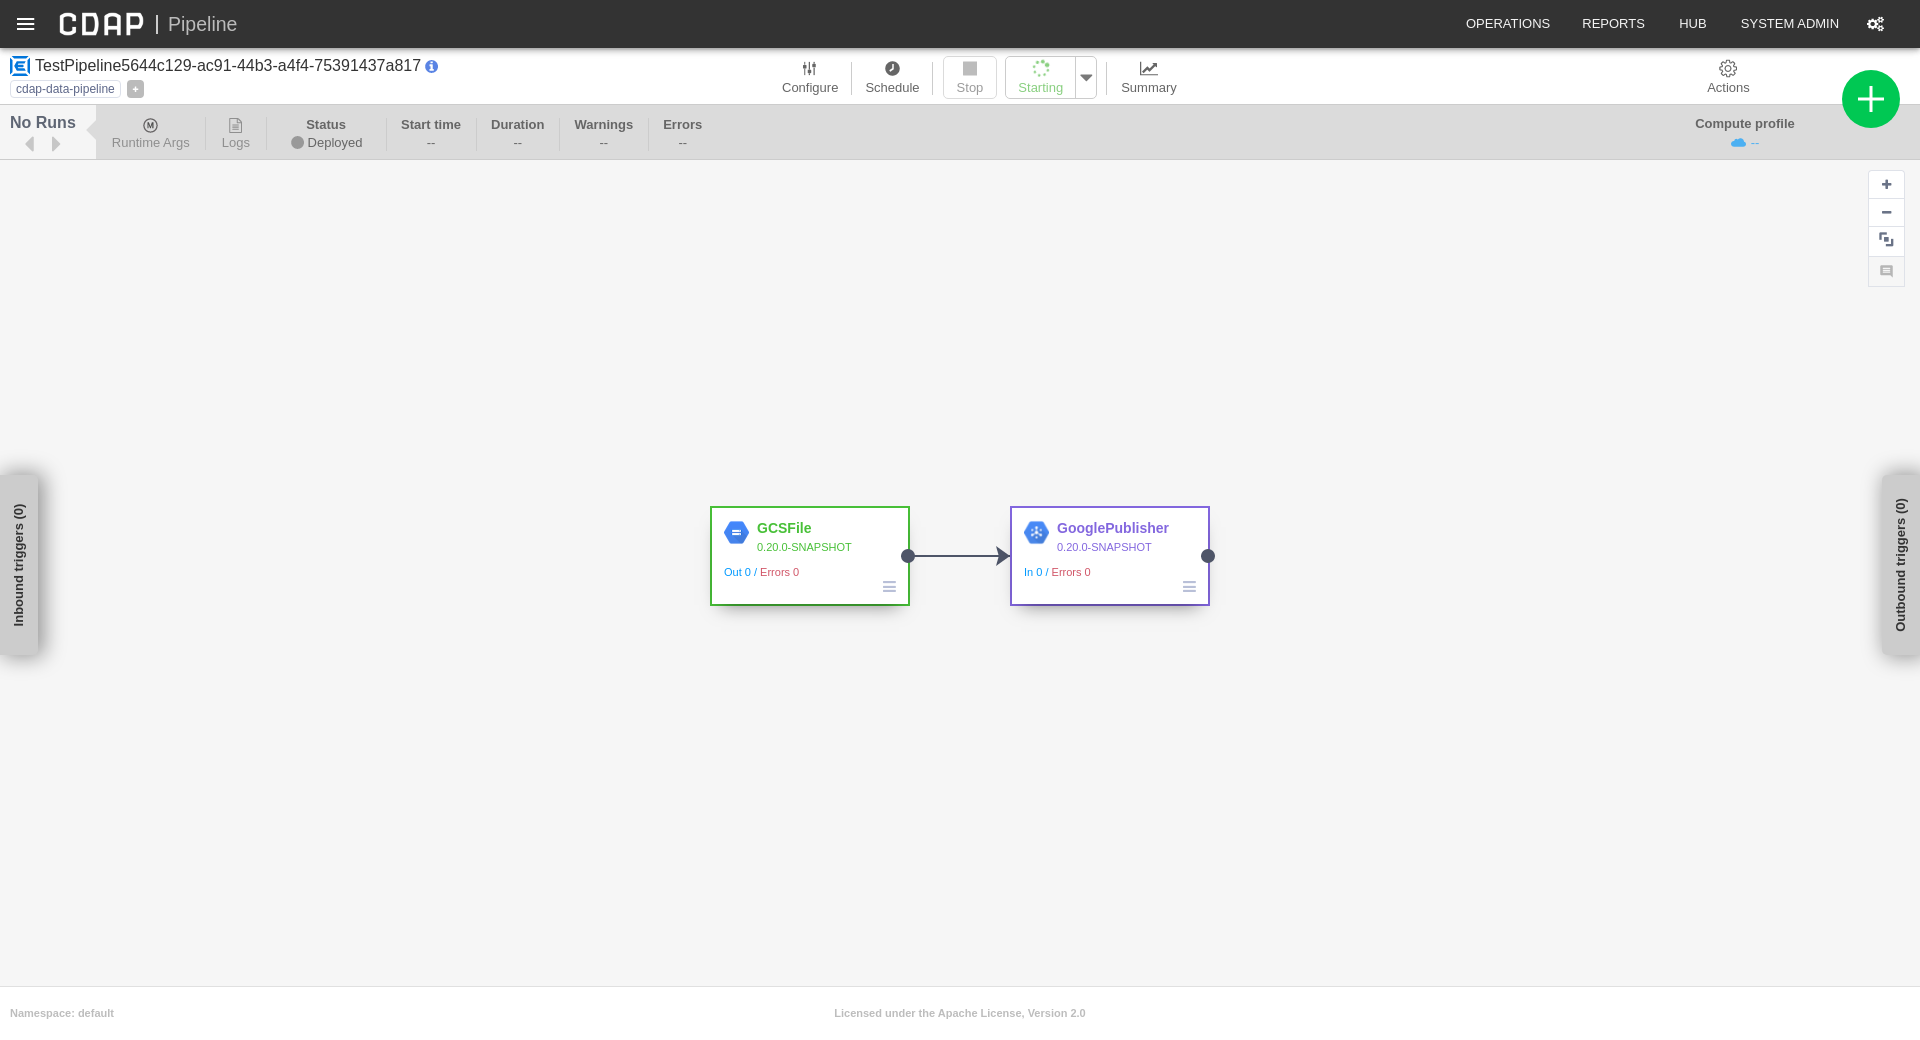 CDAP | Pipeline
OPERATIONS
REPORTS
HUB
SYSTEM ADMIN
TestPipeline5644c129-ac91-44b3-a4f4-75391437a817
cdap-data-pipeline
+
Configure
Schedule
Stop
Starting
Summary
Actions
No Runs
Runtime Args
Logs
Status
Deployed
Start time
--
Duration
--
Warnings
--
Errors
--
Compute profile
--
Inbound triggers (0)
GCSFile
0.20.0-SNAPSHOT
Out 0 / Errors 0
GooglePublisher
0.20.0-SNAPSHOT
In 0 / Errors 0
Outbound triggers (0)
Namespace: default
Licensed under the Apache License, Version 2.0